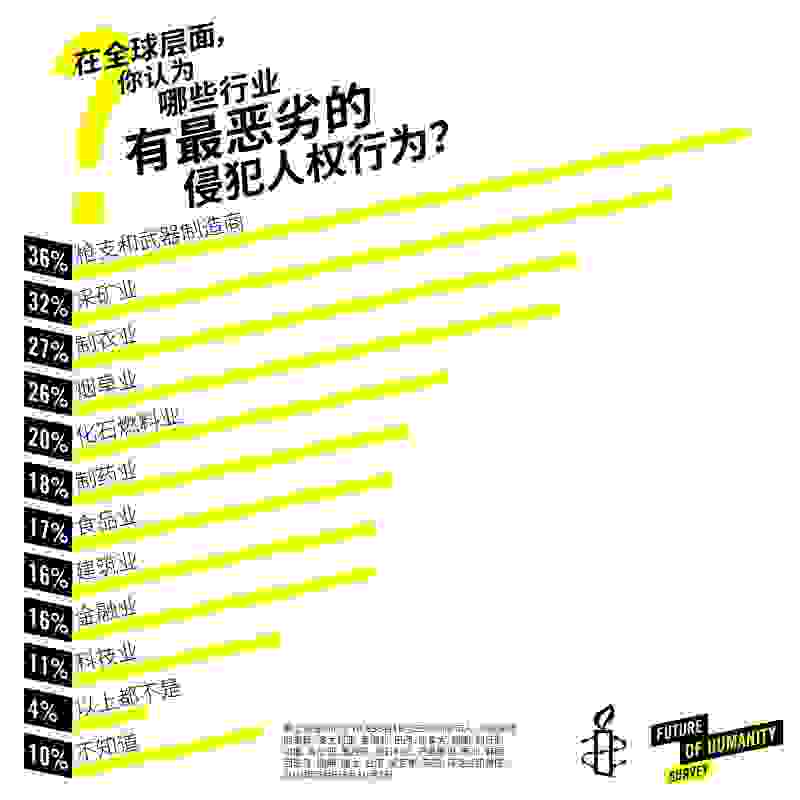 在全球层面，
你认为
哪些行业
有最恶劣的
侵犯人权行为？
36% 枪支和武器制造商
32% 采矿业
27% 制衣业
26% 烟草业
20% 化石燃料业
18% 制药业
17% 食品业
16% 建筑业
16% 金融业
11% 科技业
4% 以上都不是
10% 不知道
FUTURE
OF HUMANITY
SURVEY